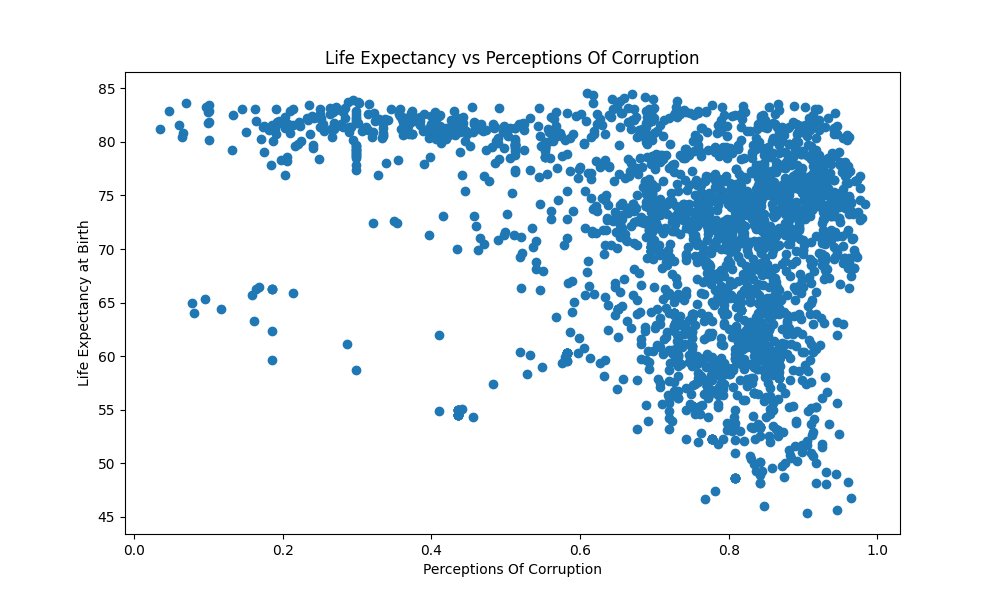 Life Expectancy vs Perceptions Of Corruption
Life Expectancy at Birth
85
80
75
70
65
60
55
50
45
0.0 0.2 0.4 0.6 0.8 1.0
Perceptions Of Corruption